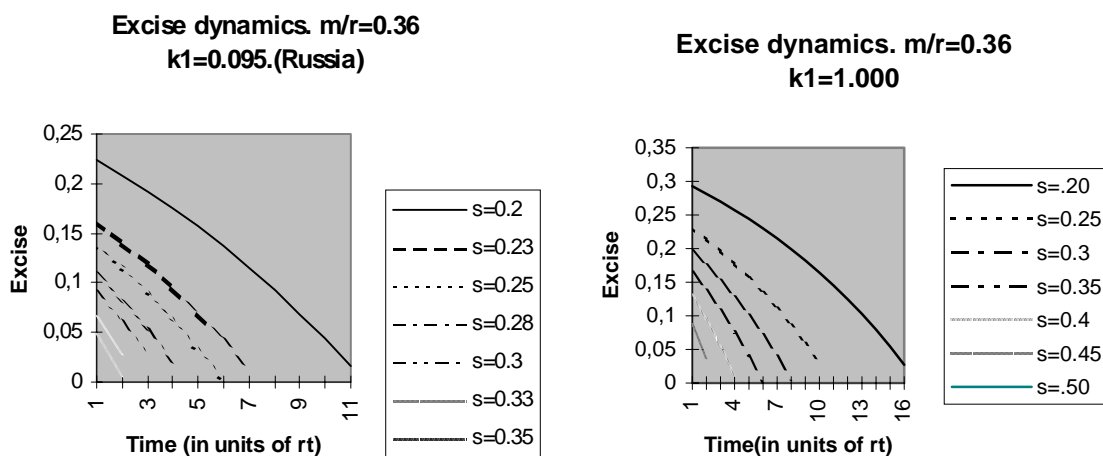 Excise dynamics. m/r=0.36
k1=0.095.(Russia)
0,25
0,2
0,15
0,1
0,05
0
Excise
1
3
5
7
9
11
Time (in units of rt)
s=0.2
s=0.23
s=0.25
s=0.28
s=0.3
s=0.33
s=0.35
Excise dynamics. m/r=0.36
k1=1.000
0,35
0,3
0,25
0,2
0,15
0,1
0,05
0
Excise
1
4
7
10
13
16
Time(in units of rt)
s=.20
s=0.25
s=0.3
s=0.35
s=0.4
s=0.45
s=.50